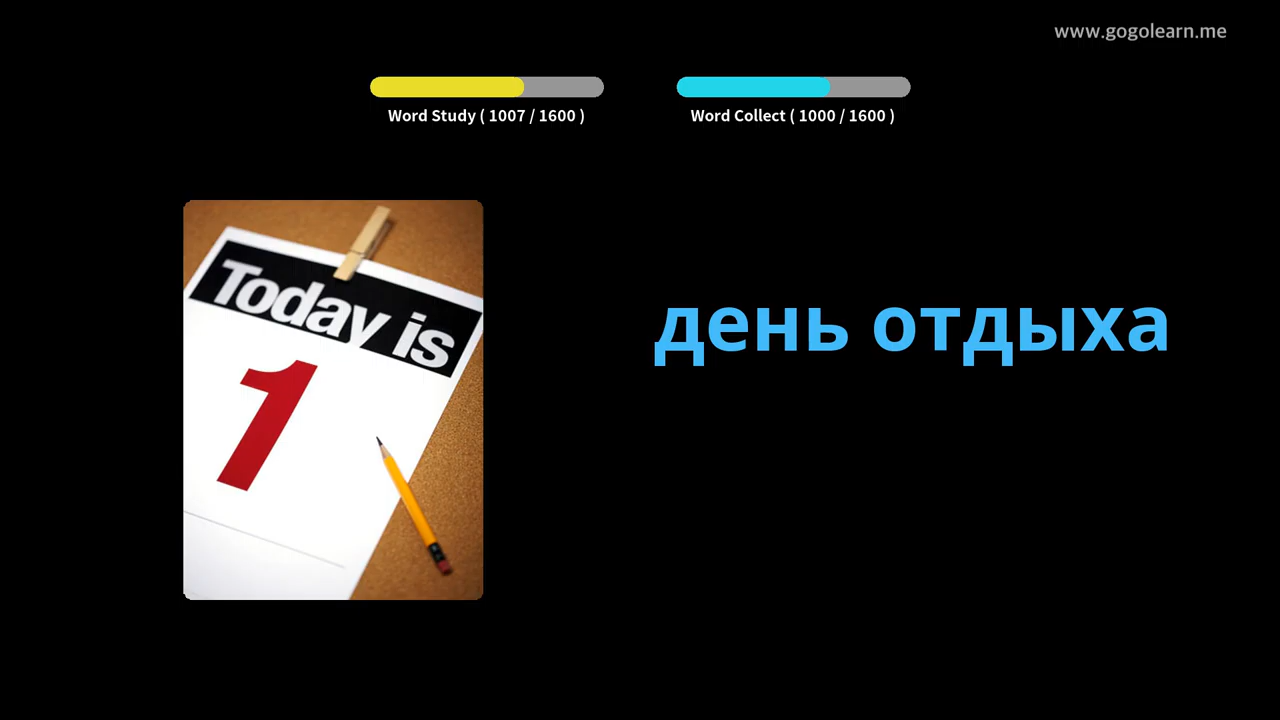 www.gogolearn.me
Word Study ( 1007 / 1600 )
Word Collect ( 1000 / 1600 )
Today is
1
день отдыха